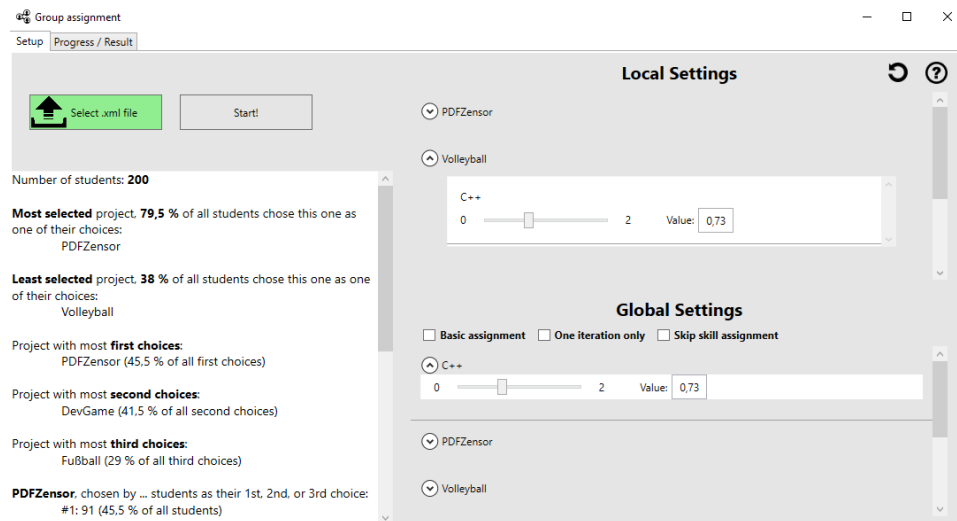 Group assignment
Setup
Progress / Result
Select .xml file
Start!
Number of students: 200
Most selected project, 79,5 % of all students chose this one as
one of their choices:
PDFZensor
Least selected project, 38 % of all students chose this one as one
of their choices:
Volleyball
Project with most first choices:
PDFZensor (45,5 % of all first choices)
Project with most second choices:
DevGame (41,5 % of all second choices)
Project with most third choices:
Fußball (29 % of all third choices)
PDFZensor, chosen by ... students as their 1st, 2nd, or 3rd choice:
#1: 91 (45,5 % of all students)
Local Settings
?
PDFZensor
Volleyball
C++
0 2 Value: 0,73
Global Settings
Basic assignment One iteration only Skip skill assignment
C++
0 2 Value: 0,73
PDFZensor
Volleyball